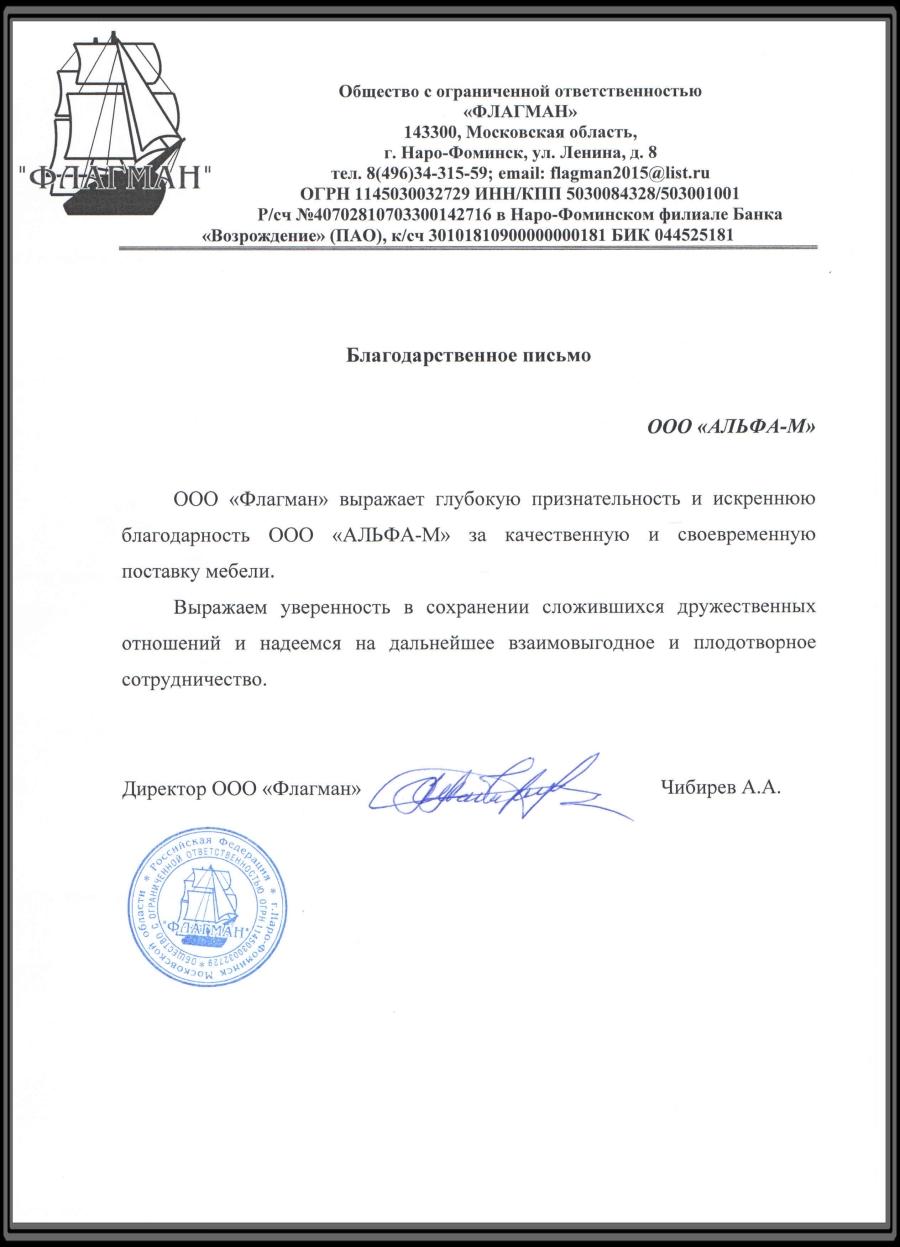 "ФЛАГМАН"
Общество с ограниченной ответственностью
«ФЛАГМАН»
143300, Московская область,
г. Наро-Фоминск, ул. Ленина, д. 8
тел. 8(496)34-315-59; email: flagman2015@list.ru
ОГРН 1145030032729 ИНН/КПП 5030084328/503001001
Р/сч №40702810703300142716 в Наро-Фоминском филиале Банка
«Возрождение» (ПАО), к/сч 30101810900000000181 БИК 044525181
Благодарственное письмо
ООО «АЛЬФА-М»
ООО «Флагман» выражает глубокую признательность и искреннюю
благодарность ООО «АЛЬФА-М» за качественную и своевременную
поставку мебели.
Выражаем уверенность в сохранении сложившихся дружественных
отношений и надеемся на дальнейшее взаимовыгодное и плодотворное
сотрудничество.
Директор ООО «Флагман» Чибирев А.А.
* Российская Федерация * г.Наро-Фоминск Московской области
ОБЩЕСТВО С ОГРАНИЧЕННОЙ ОТВЕТСТВЕННОСТЬЮ ОГРН 1145030032729 *
"ФЛАГМАН"